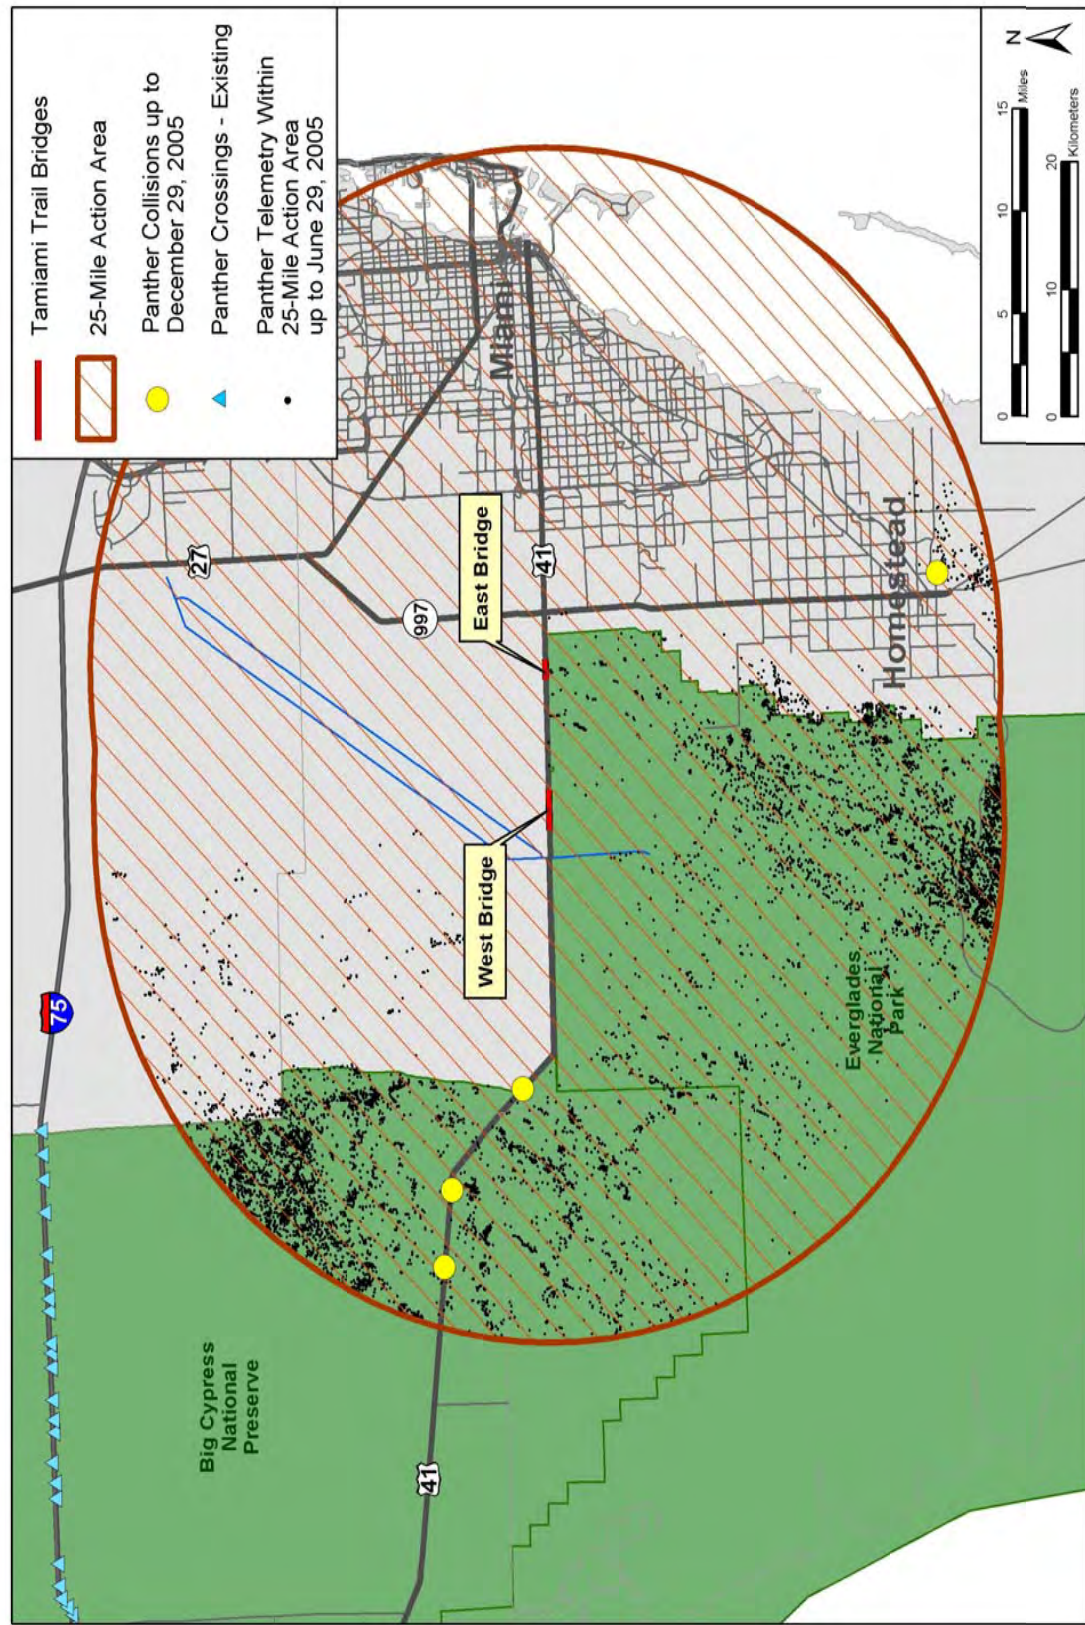 Tamiami Trail Bridges
25-Mile Action Area
Panther Collisions up to
December 29, 2005
Panther Crossings - Existing
Panther Telemetry Within
25-Mile Action Area
up to June 29, 2005
75
27
997
41
41
Big Cypress
National
Preserve
West Bridge
East Bridge
Miami
Everglades
National
Park
Homestead
N
0 5 10 15
Miles
0 10 20
Kilometers